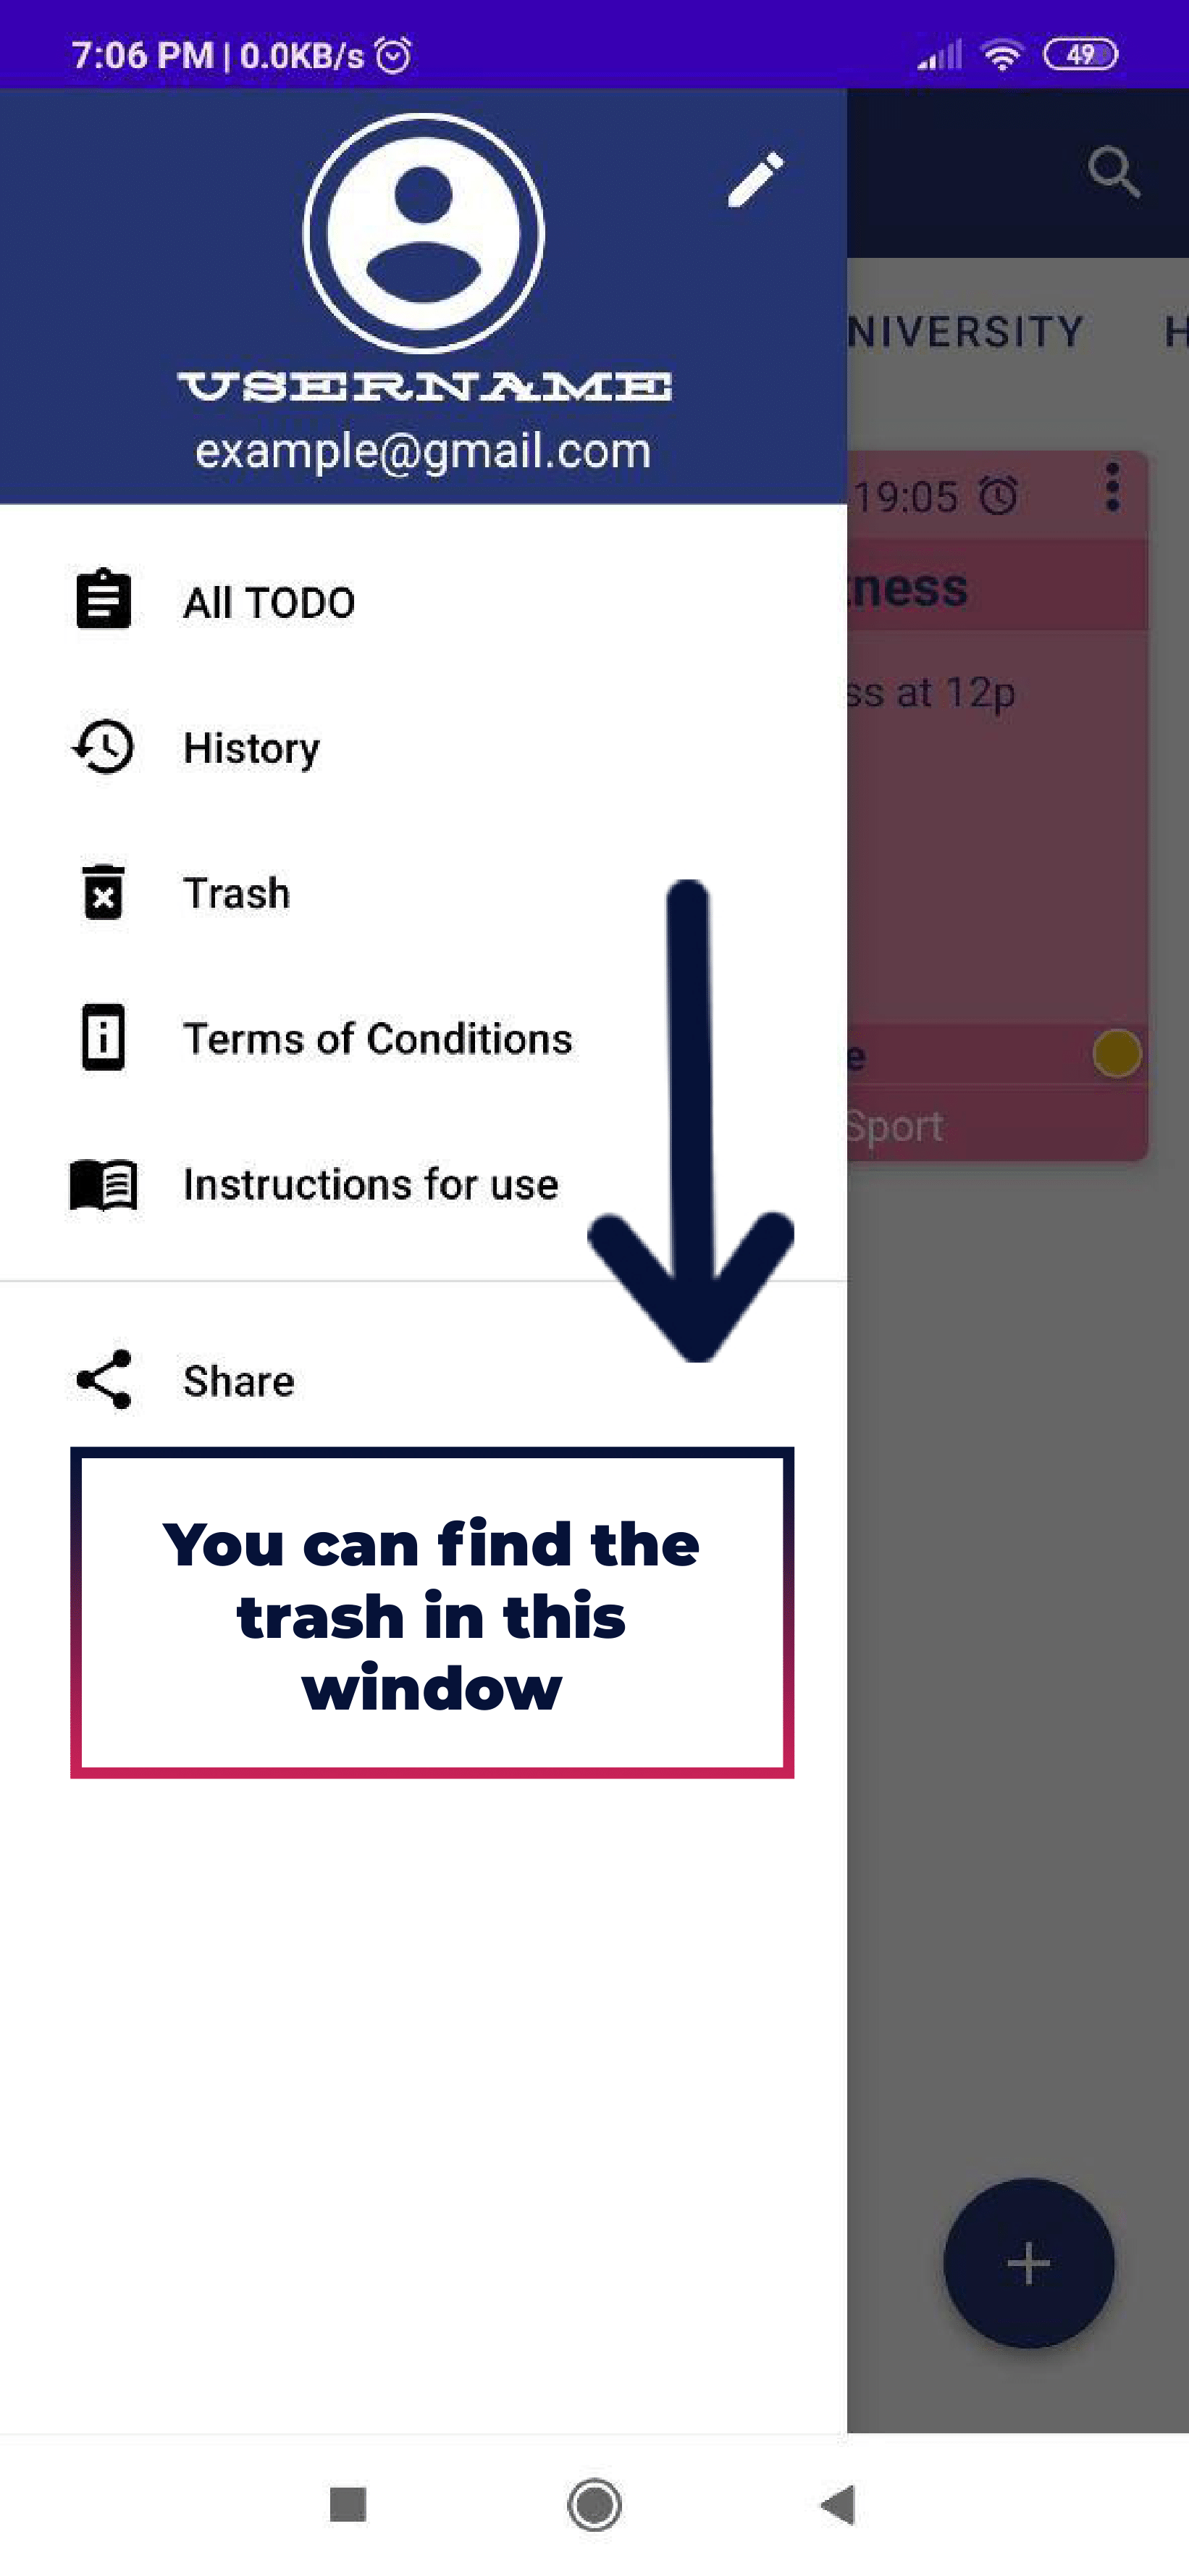 7:06 PM | 0.0KB/s
49
USERNAME
example@gmail.com
NIVERSITY H
19:05
ness
ss at 12p
e
Sport
All TODO
History
Trash
Terms of Conditions
Instructions for use
Share
You can find the
trash in this
window